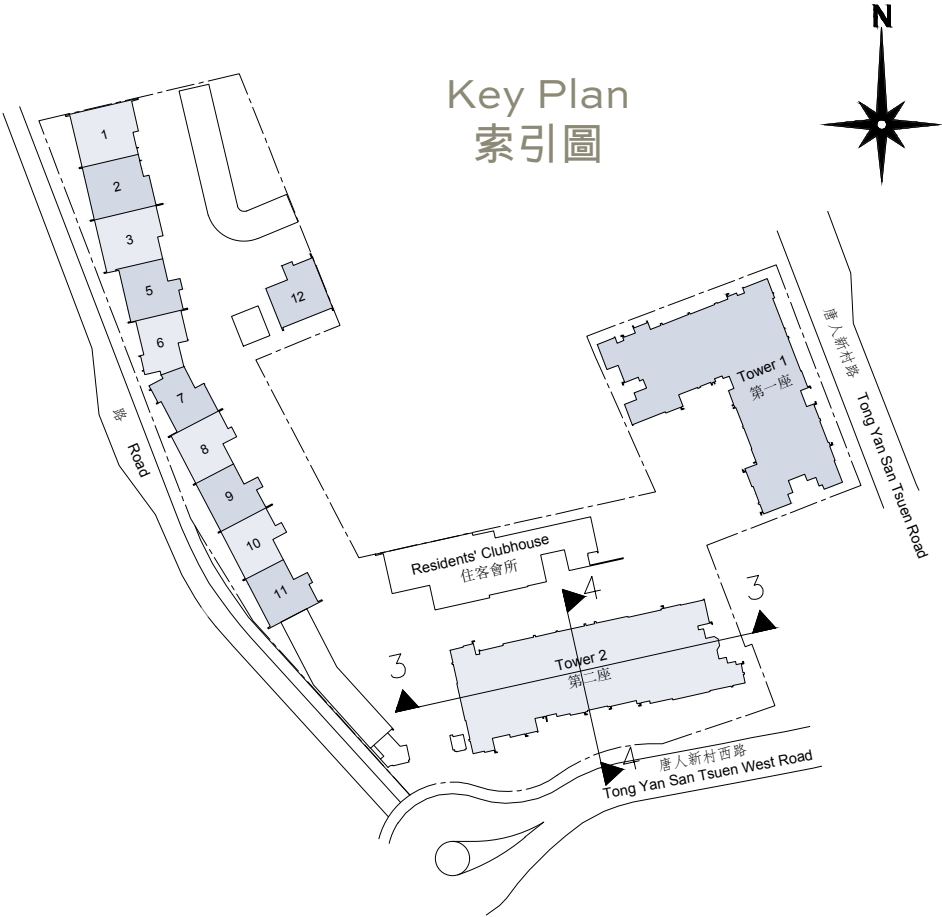 N
Key Plan
索引圖
1
2
3
5
6
7
8
9
10
11
12
Tower 1
第一座
唐人新村路
Tong Yan San Tsuen Road
路
Road
Residents' Clubhouse
住客會所
4
3
3
Tower 2
第二座
4
唐人新村西路
Tong Yan San Tsuen West Road